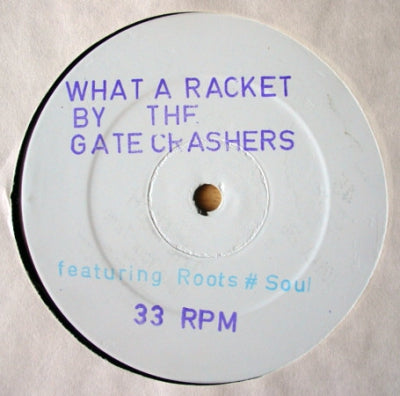 WHAT A RACKET
BY THE
GATE CRASHERS
featuring Roots # Soul
33 RPM